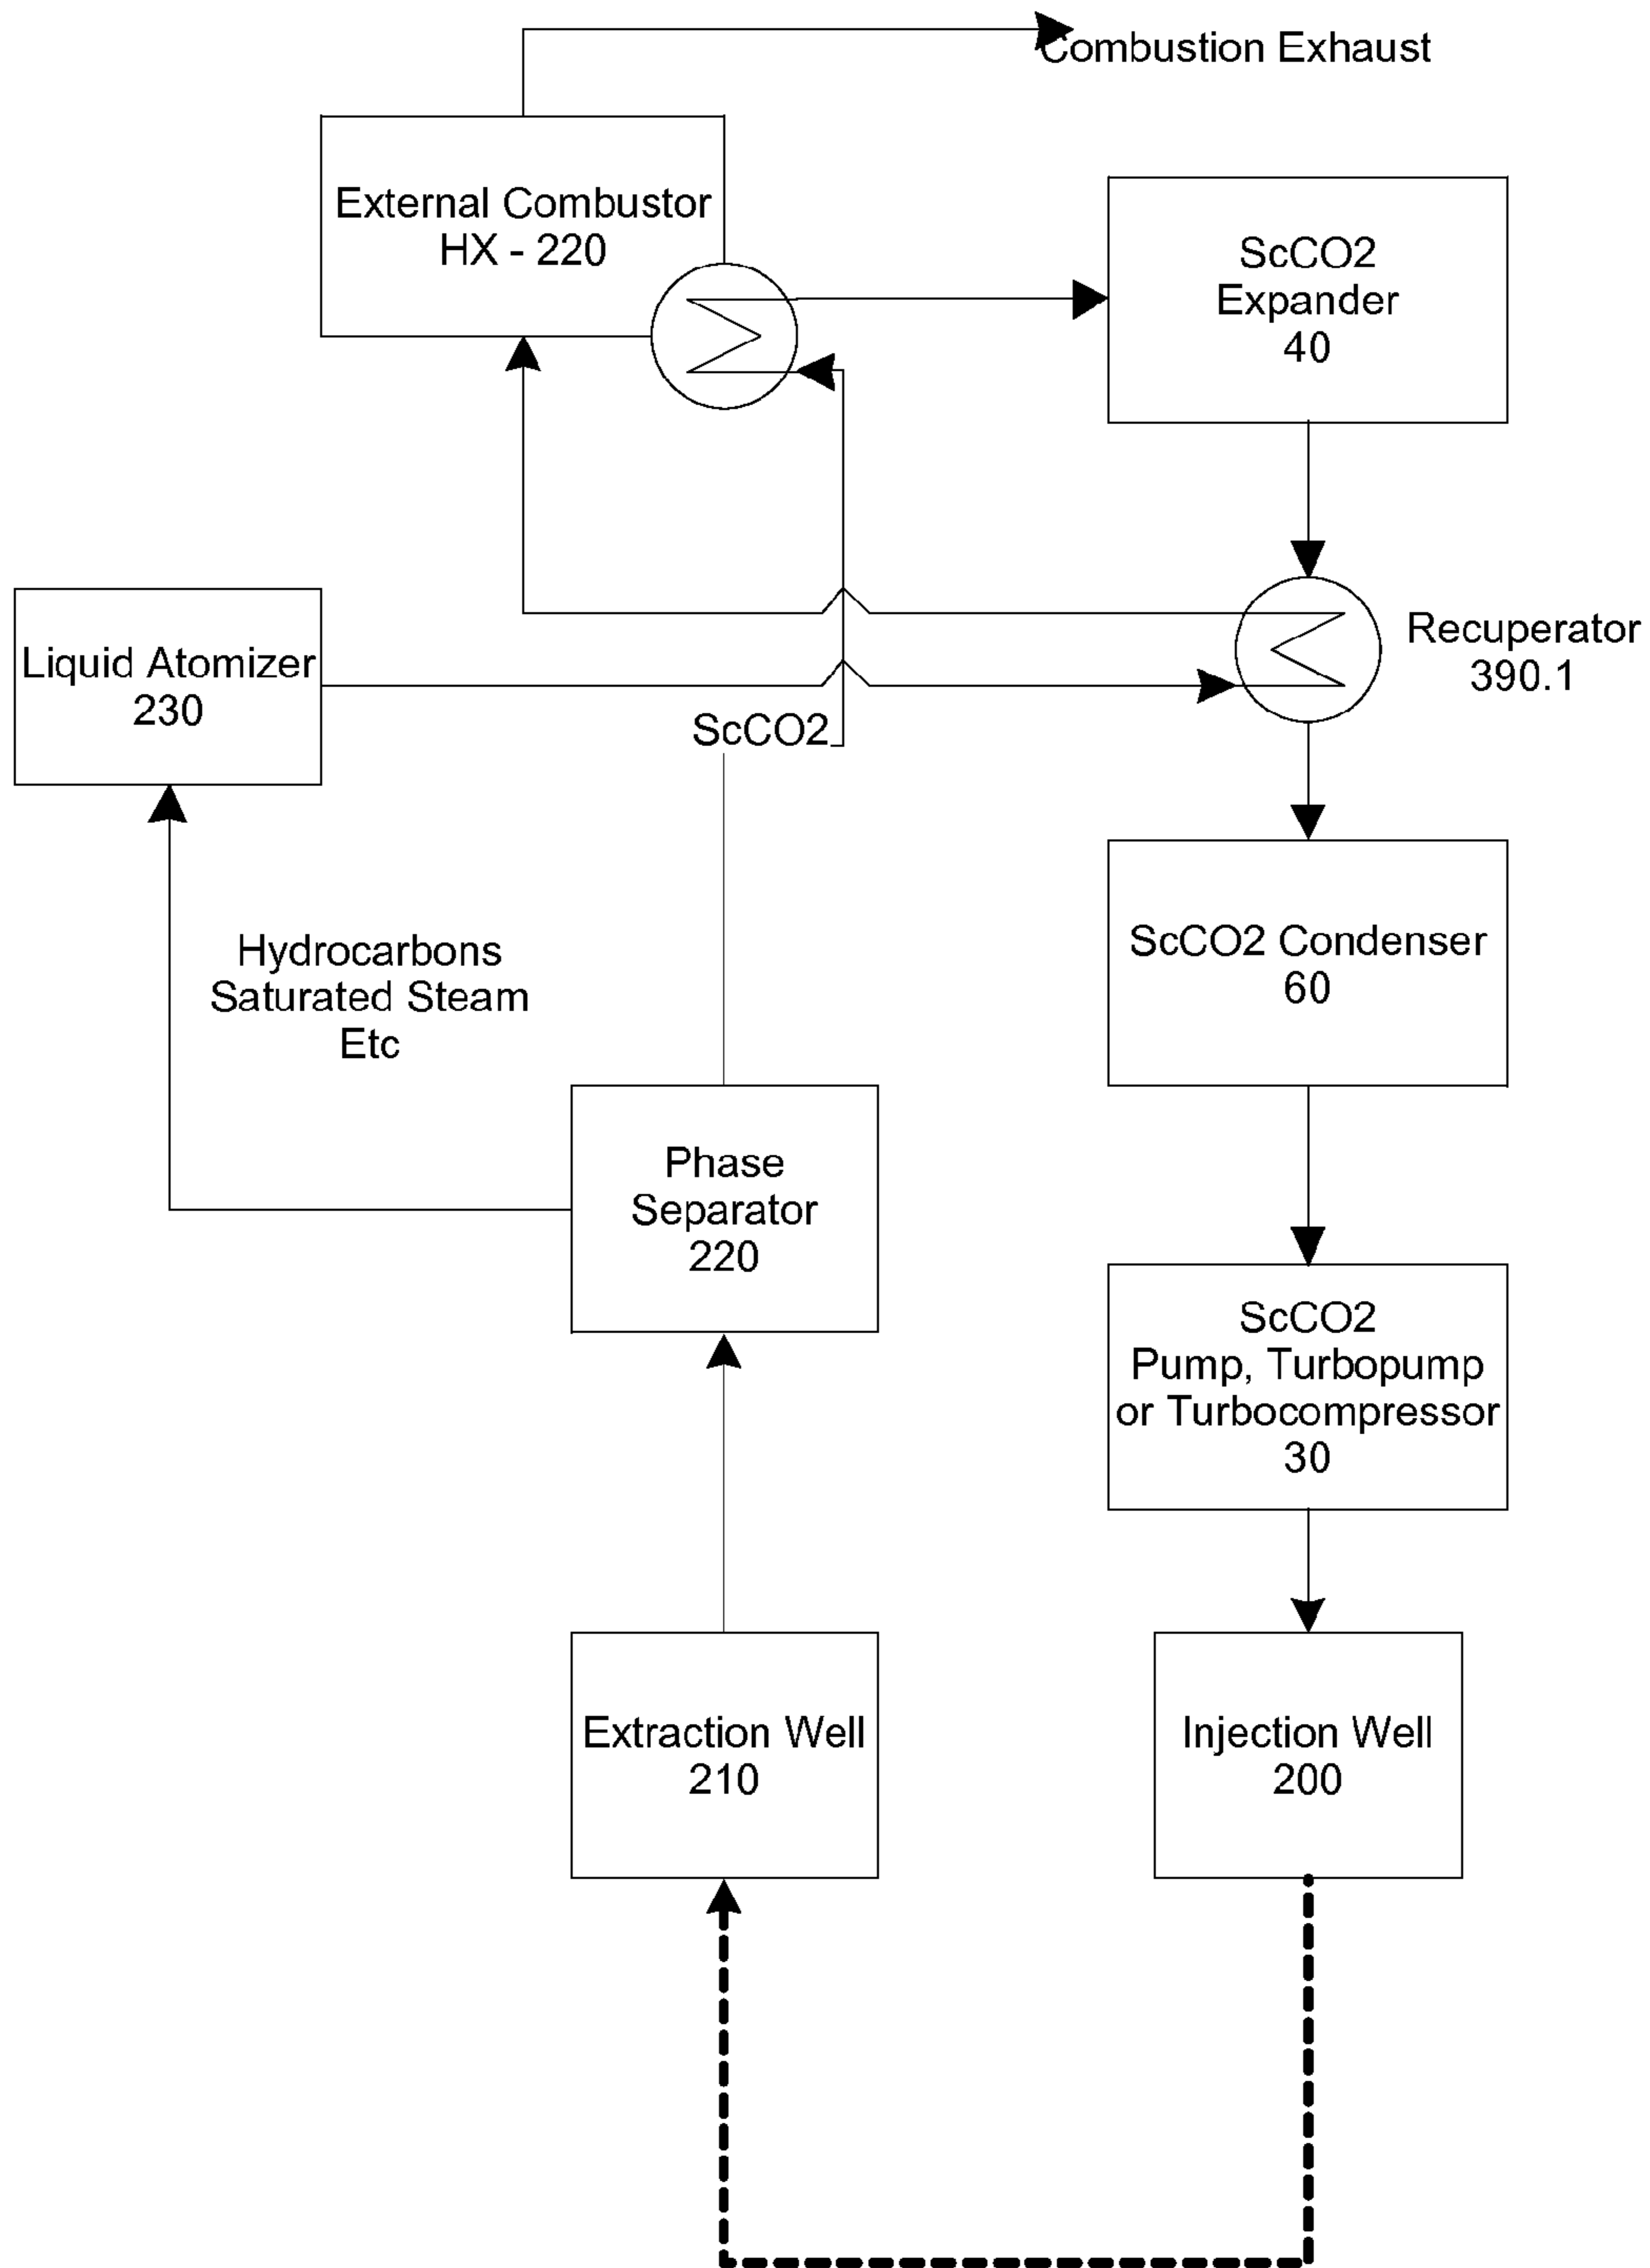 Combustion Exhaust
External Combustor
HX - 220
ScCO2
Expander
40
Liquid Atomizer
230
Recuperator
390.1
ScCO2
Hydrocarbons
Saturated Steam
Etc
ScCO2 Condenser
60
Phase
Separator
220
ScCO2
Pump, Turbopump
or Turbocompressor
30
Extraction Well
210
Injection Well
200